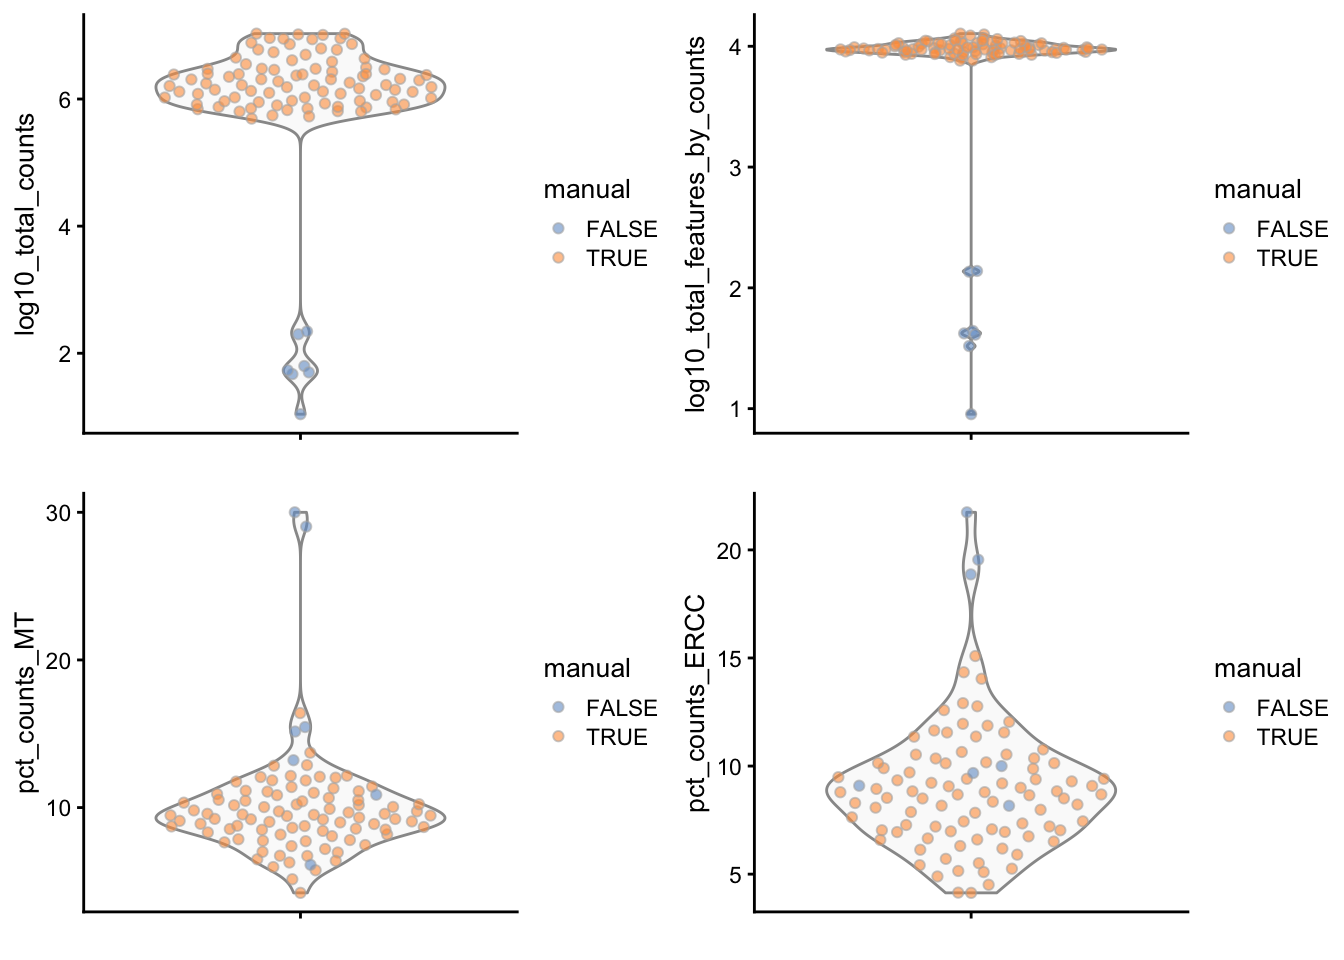 log10_total_counts
6
4
2
manual
FALSE
TRUE
log10_total_features_by_counts
4
3
2
1
manual
FALSE
TRUE
pct_counts_MT
30
20
10
manual
FALSE
TRUE
pct_counts_ERCC
20
15
10
5
manual
FALSE
TRUE